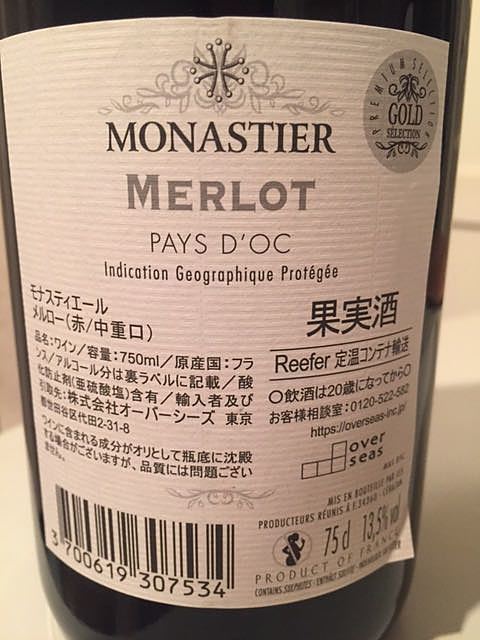 MONASTIER
PREMIUM SELECTION
GOLD
SÉLECTION
MERLOT
PAYS D'OC
Indication Geographique Protégée
モナスティエール
メルロー(赤/中重口)
品名:ワイン/容量:750ml/原産国:フラ
ンス/アルコール分は裏ラベルに記載/酸
化防止剤(亜硫酸塩)含有/輸入者及び
引取先:株式会社オーバーシーズ 東京
都世田谷区代田2-31-8
ワインに含まれる成分がオリとして瓶底に沈殿
する場合がございますが、品質には問題ござい
ません。
果実酒
Reefer 定温コンテナ輸送
〇飲酒は20歳になってから〇
お客様相談室:0120-522-582
https://overseas-inc.jp/
over
seas
MIS EN BOUTEILLE PAR LES
PRODUCTEURS RÉUNIS À F.34360 - CÉBAZAN
75 cl 13,5% vol
PRODUCT OF FRANCE
CONTAINS SULPHITES - ENTHÄLT SULFITE
3 700619 307534